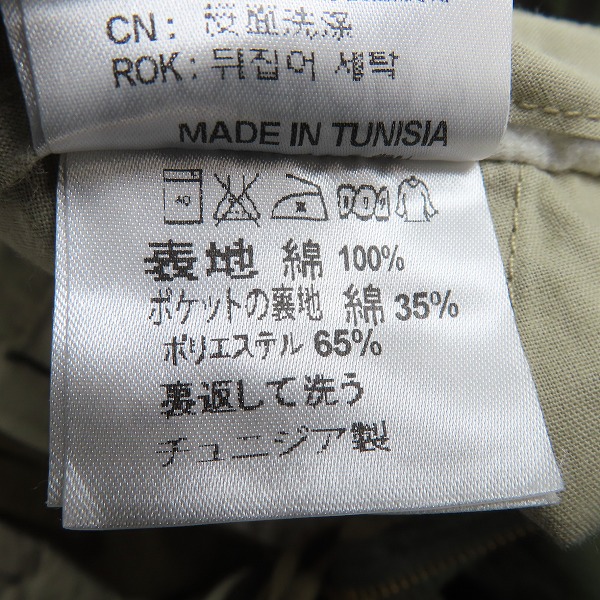 CN: 洗涤
ROK: 뒤집어 세탁
MADE IN TUNISIA
40
表地 綿 100%
ポケットの裏地 綿 35%
ポリエステル 65%
裏返して洗う
チュニジア製